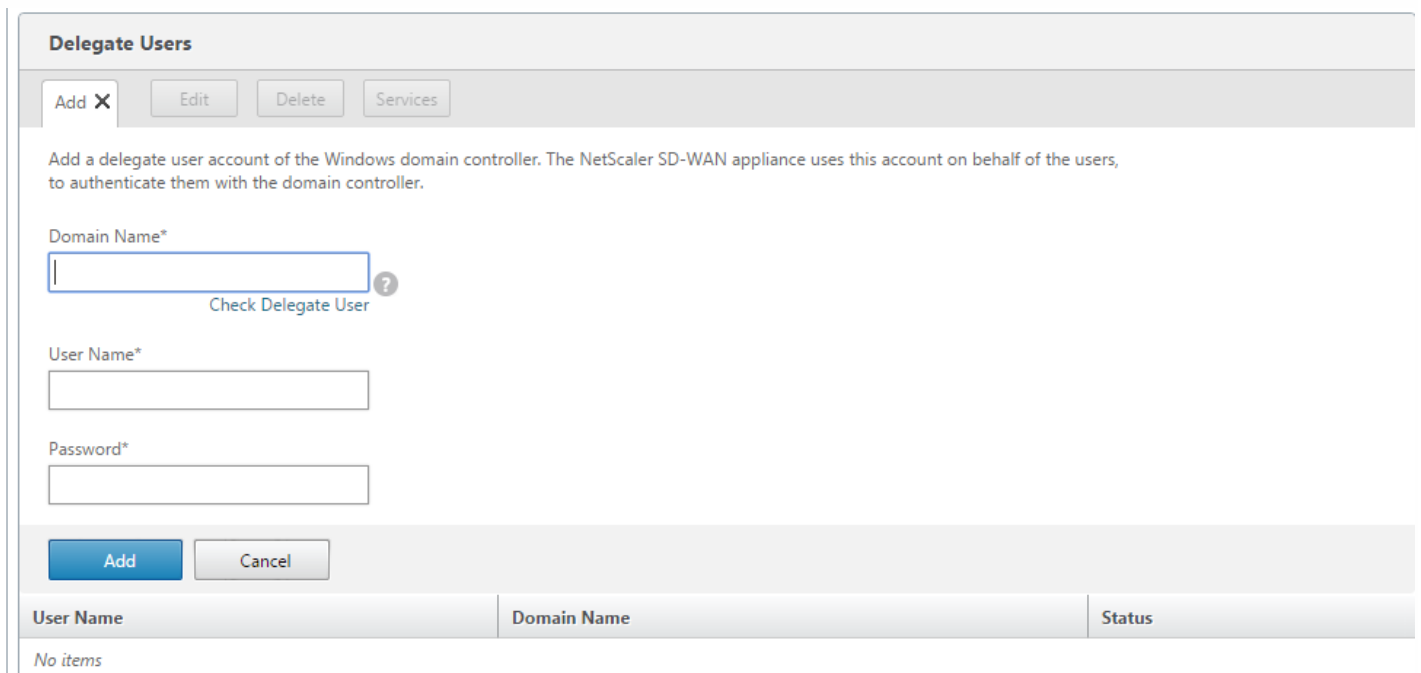 Delegate Users
Add Edit Delete Services
Add a delegate user account of the Windows domain controller. The NetScaler SD-WAN appliance uses this account on behalf of the users,
to authenticate them with the domain controller.
Domain Name*
?
Check Delegate User
User Name*
Password*
Add Cancel
User Name Domain Name Status
No items